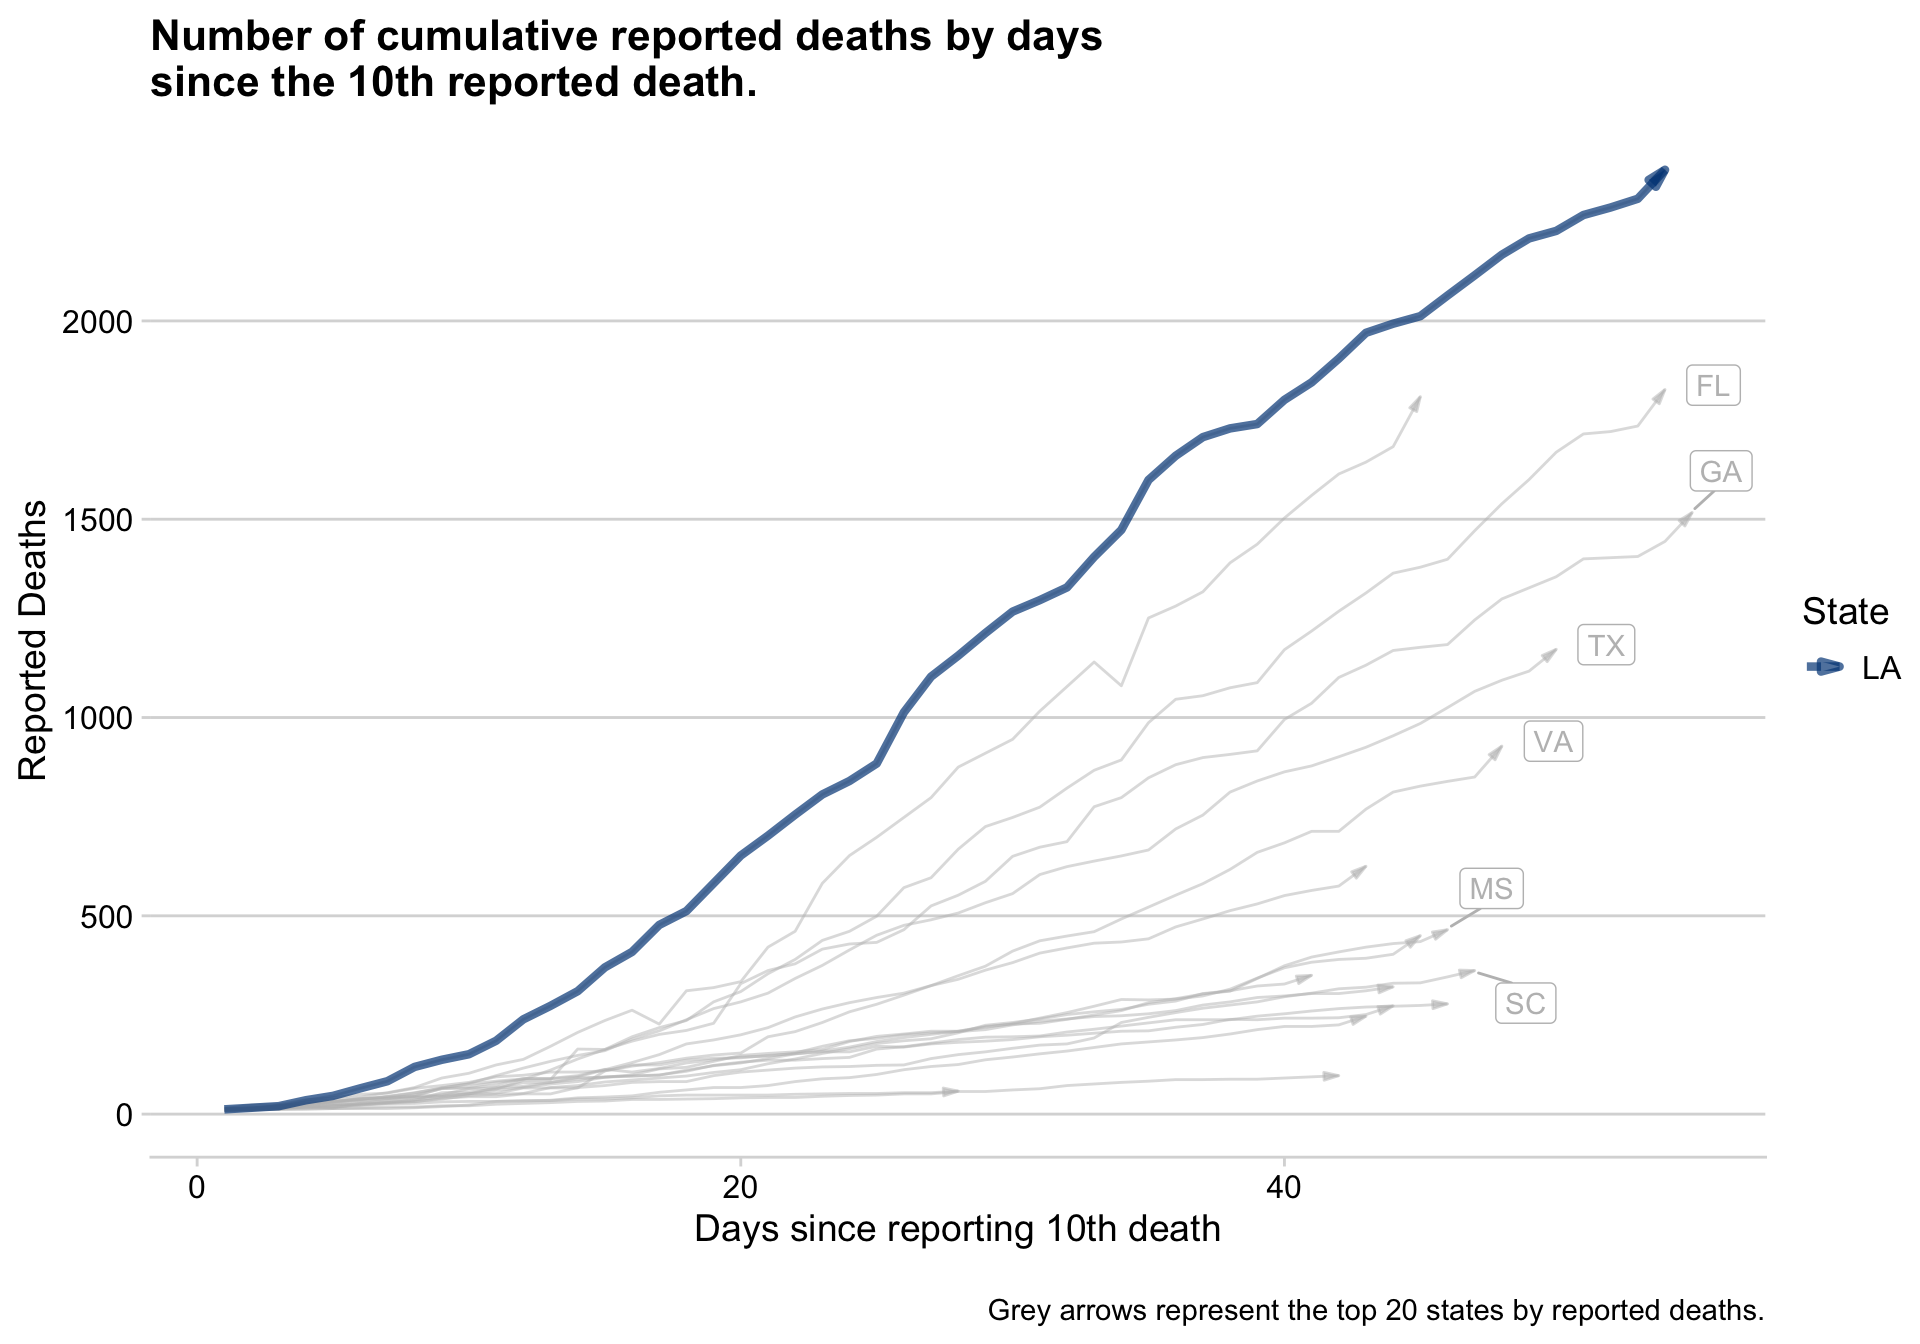 Number of cumulative reported deaths by days
since the 10th reported death.
Reported Deaths
2000
1500
1000
500
0
FL
GA
TX
VA
MS
SC
State
LA
0
20
40
Days since reporting 10th death
Grey arrows represent the top 20 states by reported deaths.